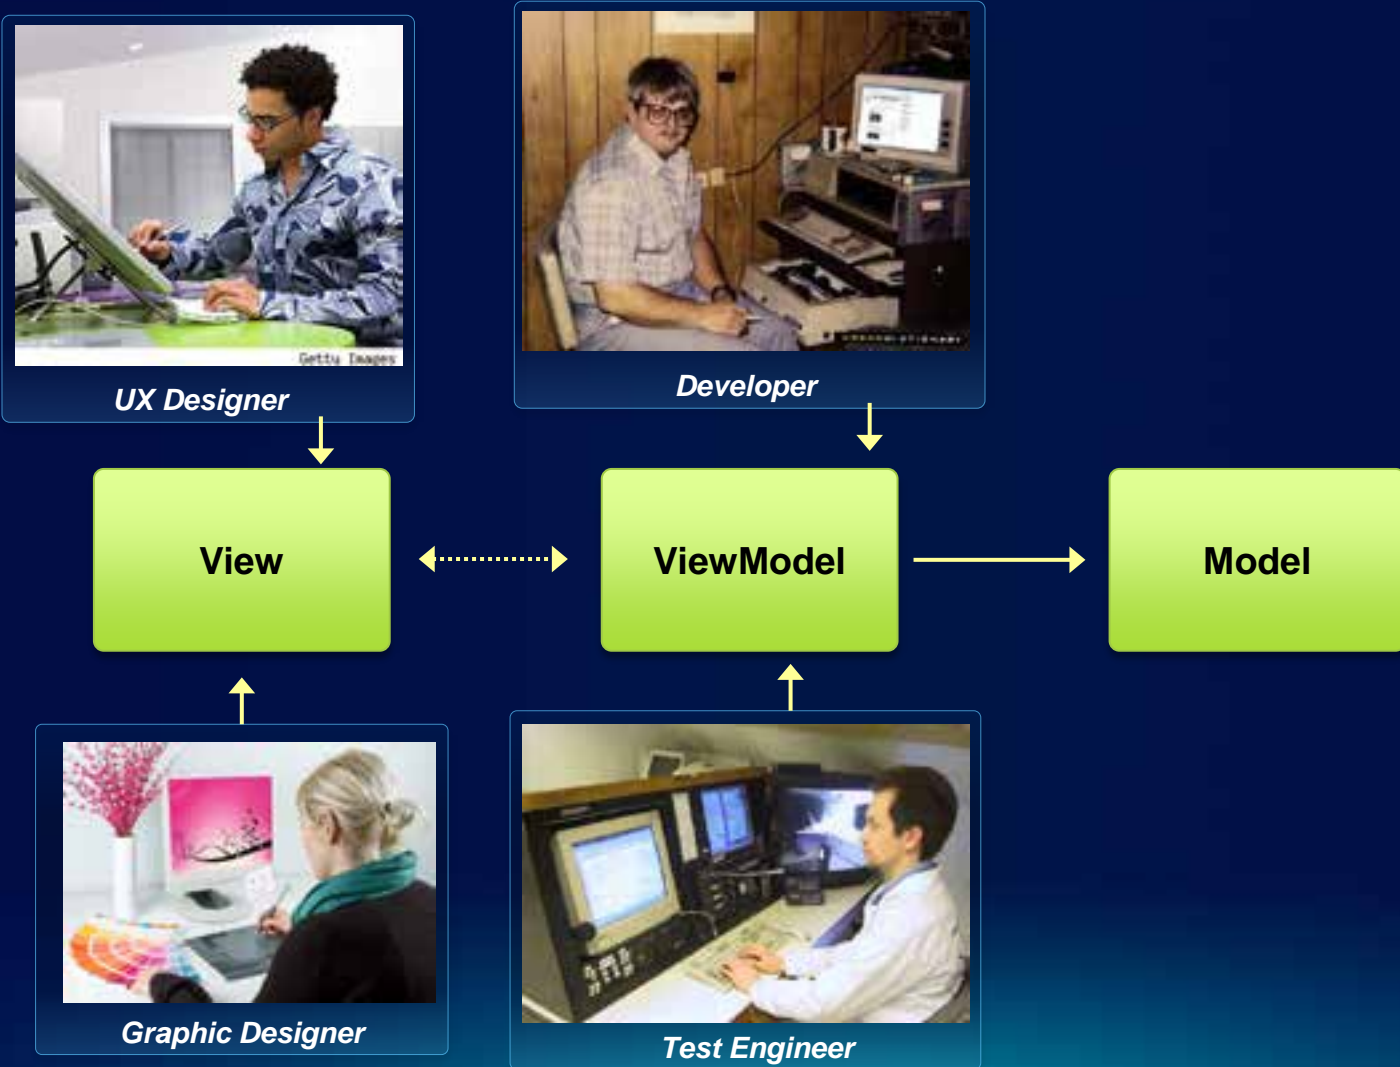 Getty Images
UX Designer
Developer
View
ViewModel
Model
Graphic Designer
Test Engineer